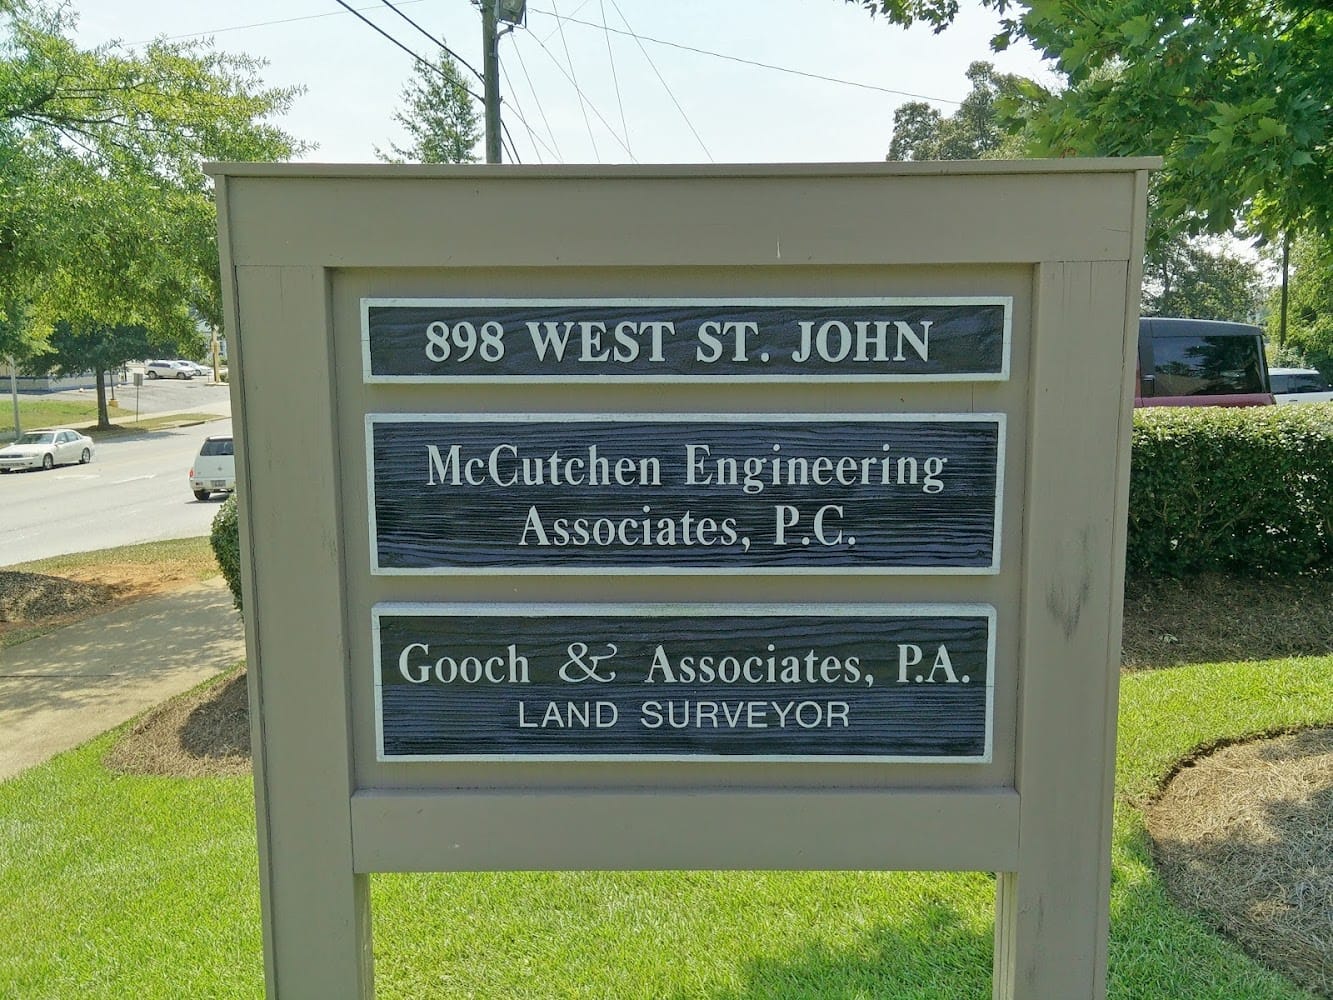 898 WEST ST. JOHN
McCutchen Engineering
Associates, P.C.
Gooch & Associates, P.A.
LAND SURVEYOR